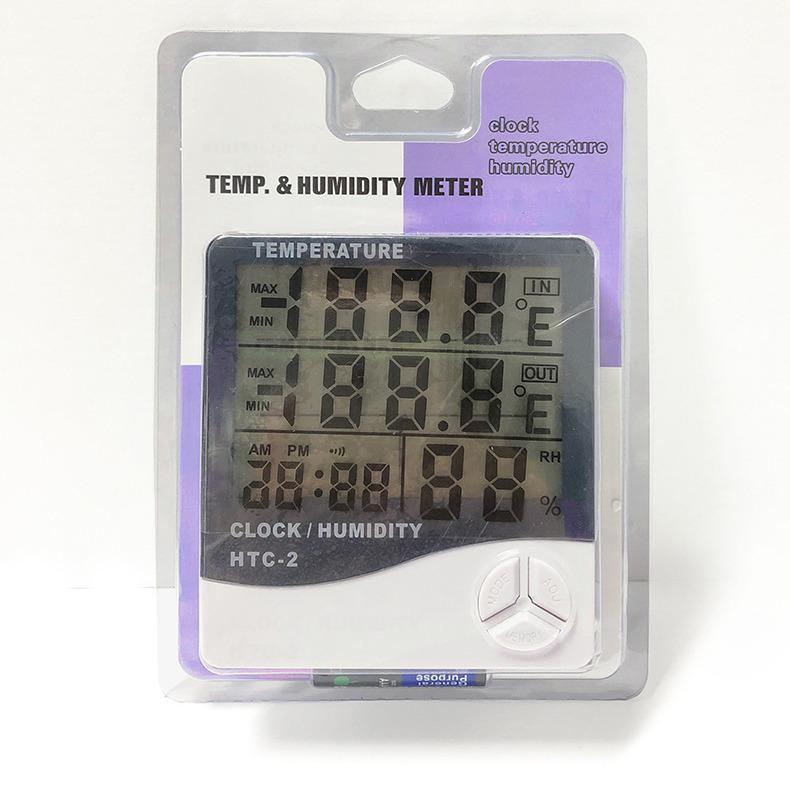 clock
temperature
humidity
TEMP. & HUMIDITY METER
TEMPERATURE
MAX
MIN
-188.8
IN
°E
MAX
MIN
-188.8
OUT
°E
AM PM
28:88
88
RH
%
CLOCK / HUMIDITY
HTC-2
MODE
ADJ
MEMORY
General
Purpose